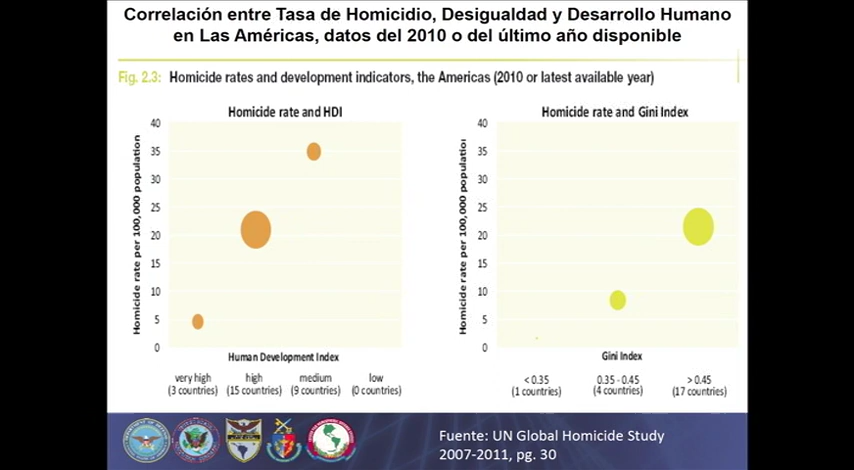 Correlación entre Tasa de Homicidio, Desigualdad y Desarrollo Humano
en Las Américas, datos del 2010 o del último año disponible
Fig. 2.3: Homicide rates and development indicators, the Americas (2010 or latest available year)
Homicide rate and HDI
Homicide rate per 100,000 population
40
35
30
25
20
15
10
5
0
Human Development Index
very high high medium low
(3 countries) (15 countries) (9 countries) (0 countries)
Homicide rate and Gini Index
Homicide rate per 100,000 population
40
35
30
25
20
15
10
5
0
Gini Index
< 0.35 0.35 - 0.45 > 0.45
(1 countries) (4 countries) (17 countries)
Fuente: UN Global Homicide Study
2007-2011, pg. 30